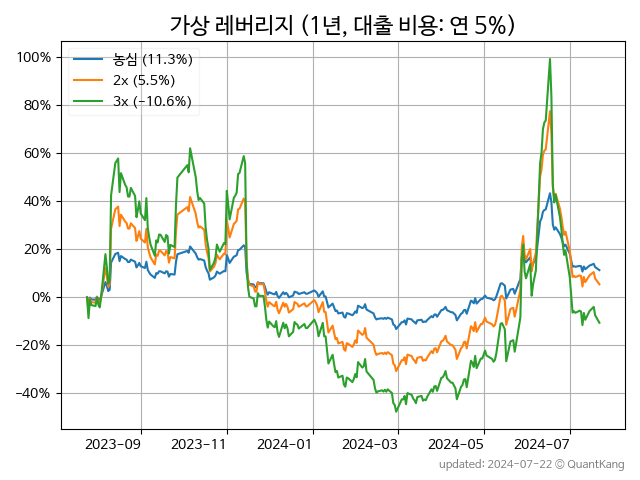 가상 레버리지 (1년, 대출 비용: 연 5%)
농심 (11.3%)
2x (5.5%)
3x (−10.6%)
100%
80%
60%
40%
20%
0%
−20%
−40%
2023-09
2023-11
2024-01
2024-03
2024-05
2024-07
updated: 2024-07-22 © QuantKang